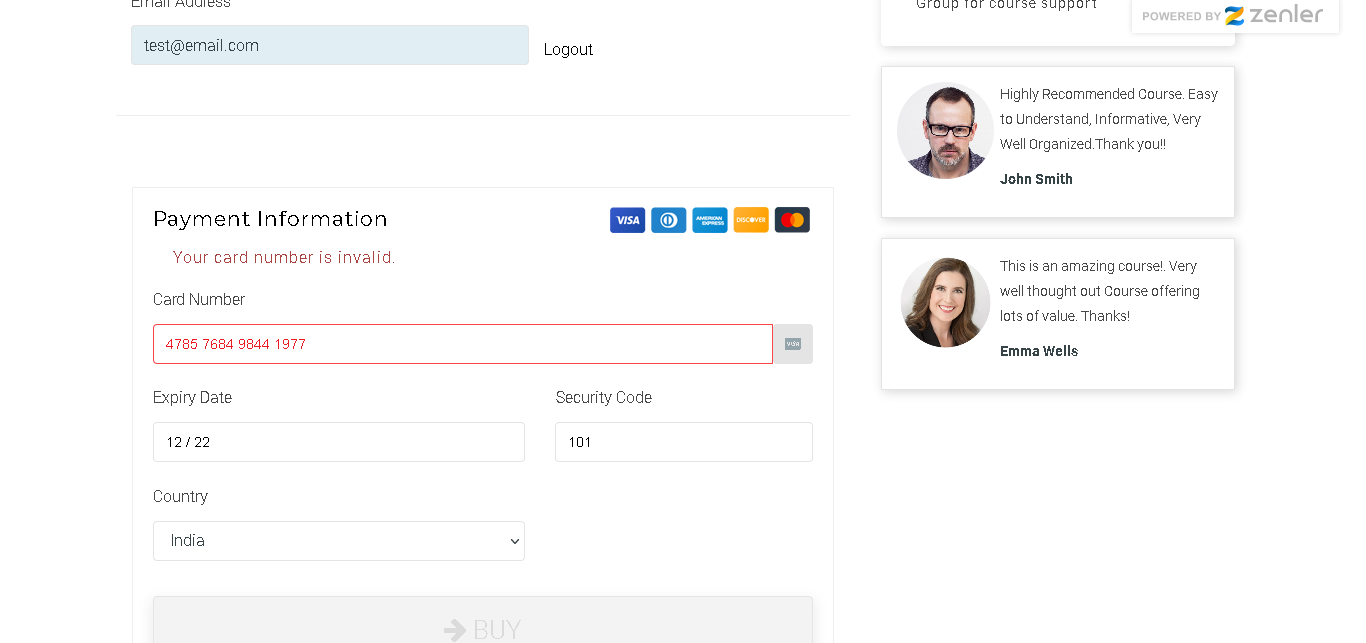 Email Address
test@email.com
Logout
Payment Information
VISA
AMERICAN EXPRESS
DISCOVER
Your card number is invalid.
Card Number
4785 7684 9844 1977
VISA
Expiry Date
Security Code
12 / 22
101
Country
India
BUY
Group for course support
POWERED BY zenler
Highly Recommended Course. Easy
to Understand, Informative, Very
Well Organized.Thank you!!
John Smith
This is an amazing course!. Very
well thought out Course offering
lots of value. Thanks!
Emma Wells